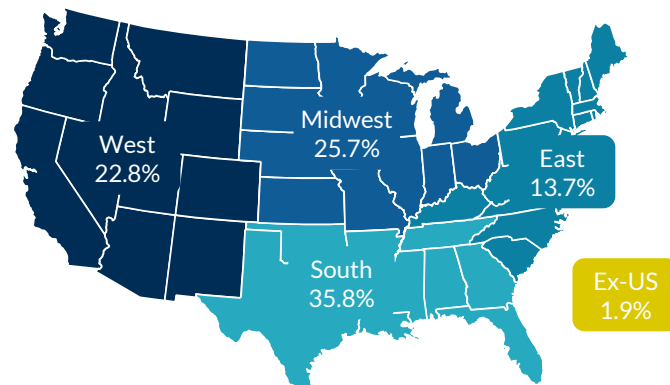 West
22.8%
Midwest
25.7%
East
13.7%
South
35.8%
Ex-US
1.9%